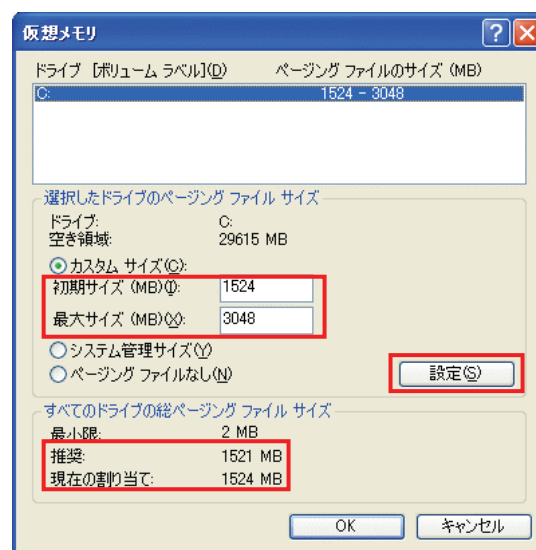 仮想メモリ
ドライブ [ボリューム ラベル](D) ページング ファイルのサイズ (MB)
C: 1524 - 3048
選択したドライブのページング ファイル サイズ
ドライブ: C:
空き領域: 29615 MB
カスタム サイズ(C):
初期サイズ (MB)(I): 1524
最大サイズ (MB)(X): 3048
システム管理サイズ(Y)
ページング ファイルなし(N)
設定(S)
すべてのドライブの総ページング ファイル サイズ
最小限: 2 MB
推奨: 1521 MB
現在の割り当て: 1524 MB
OK キャンセル